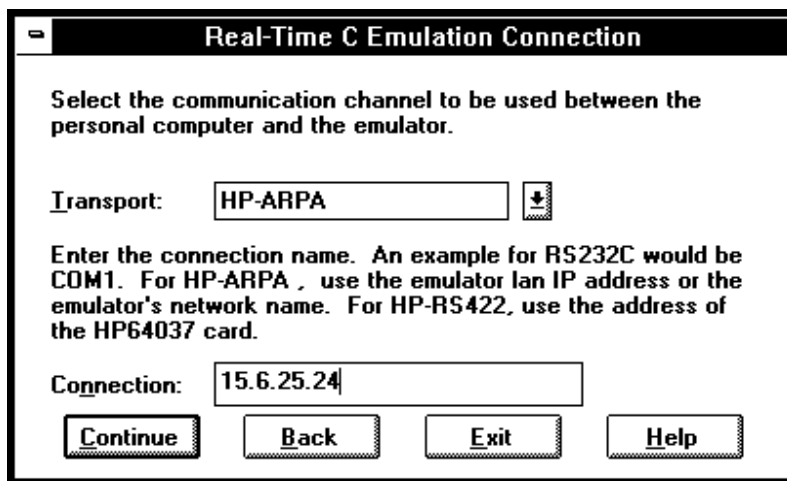 Real-Time C Emulation Connection
Select the communication channel to be used between the
personal computer and the emulator.
Transport: HP-ARPA
Enter the connection name.  An example for RS232C would be
COM1.  For HP-ARPA ,  use the emulator lan IP address or the
emulator's network name.  For HP-RS422, use the address of
the HP64037 card.
Connection: 15.6.25.24
Continue Back Exit Help